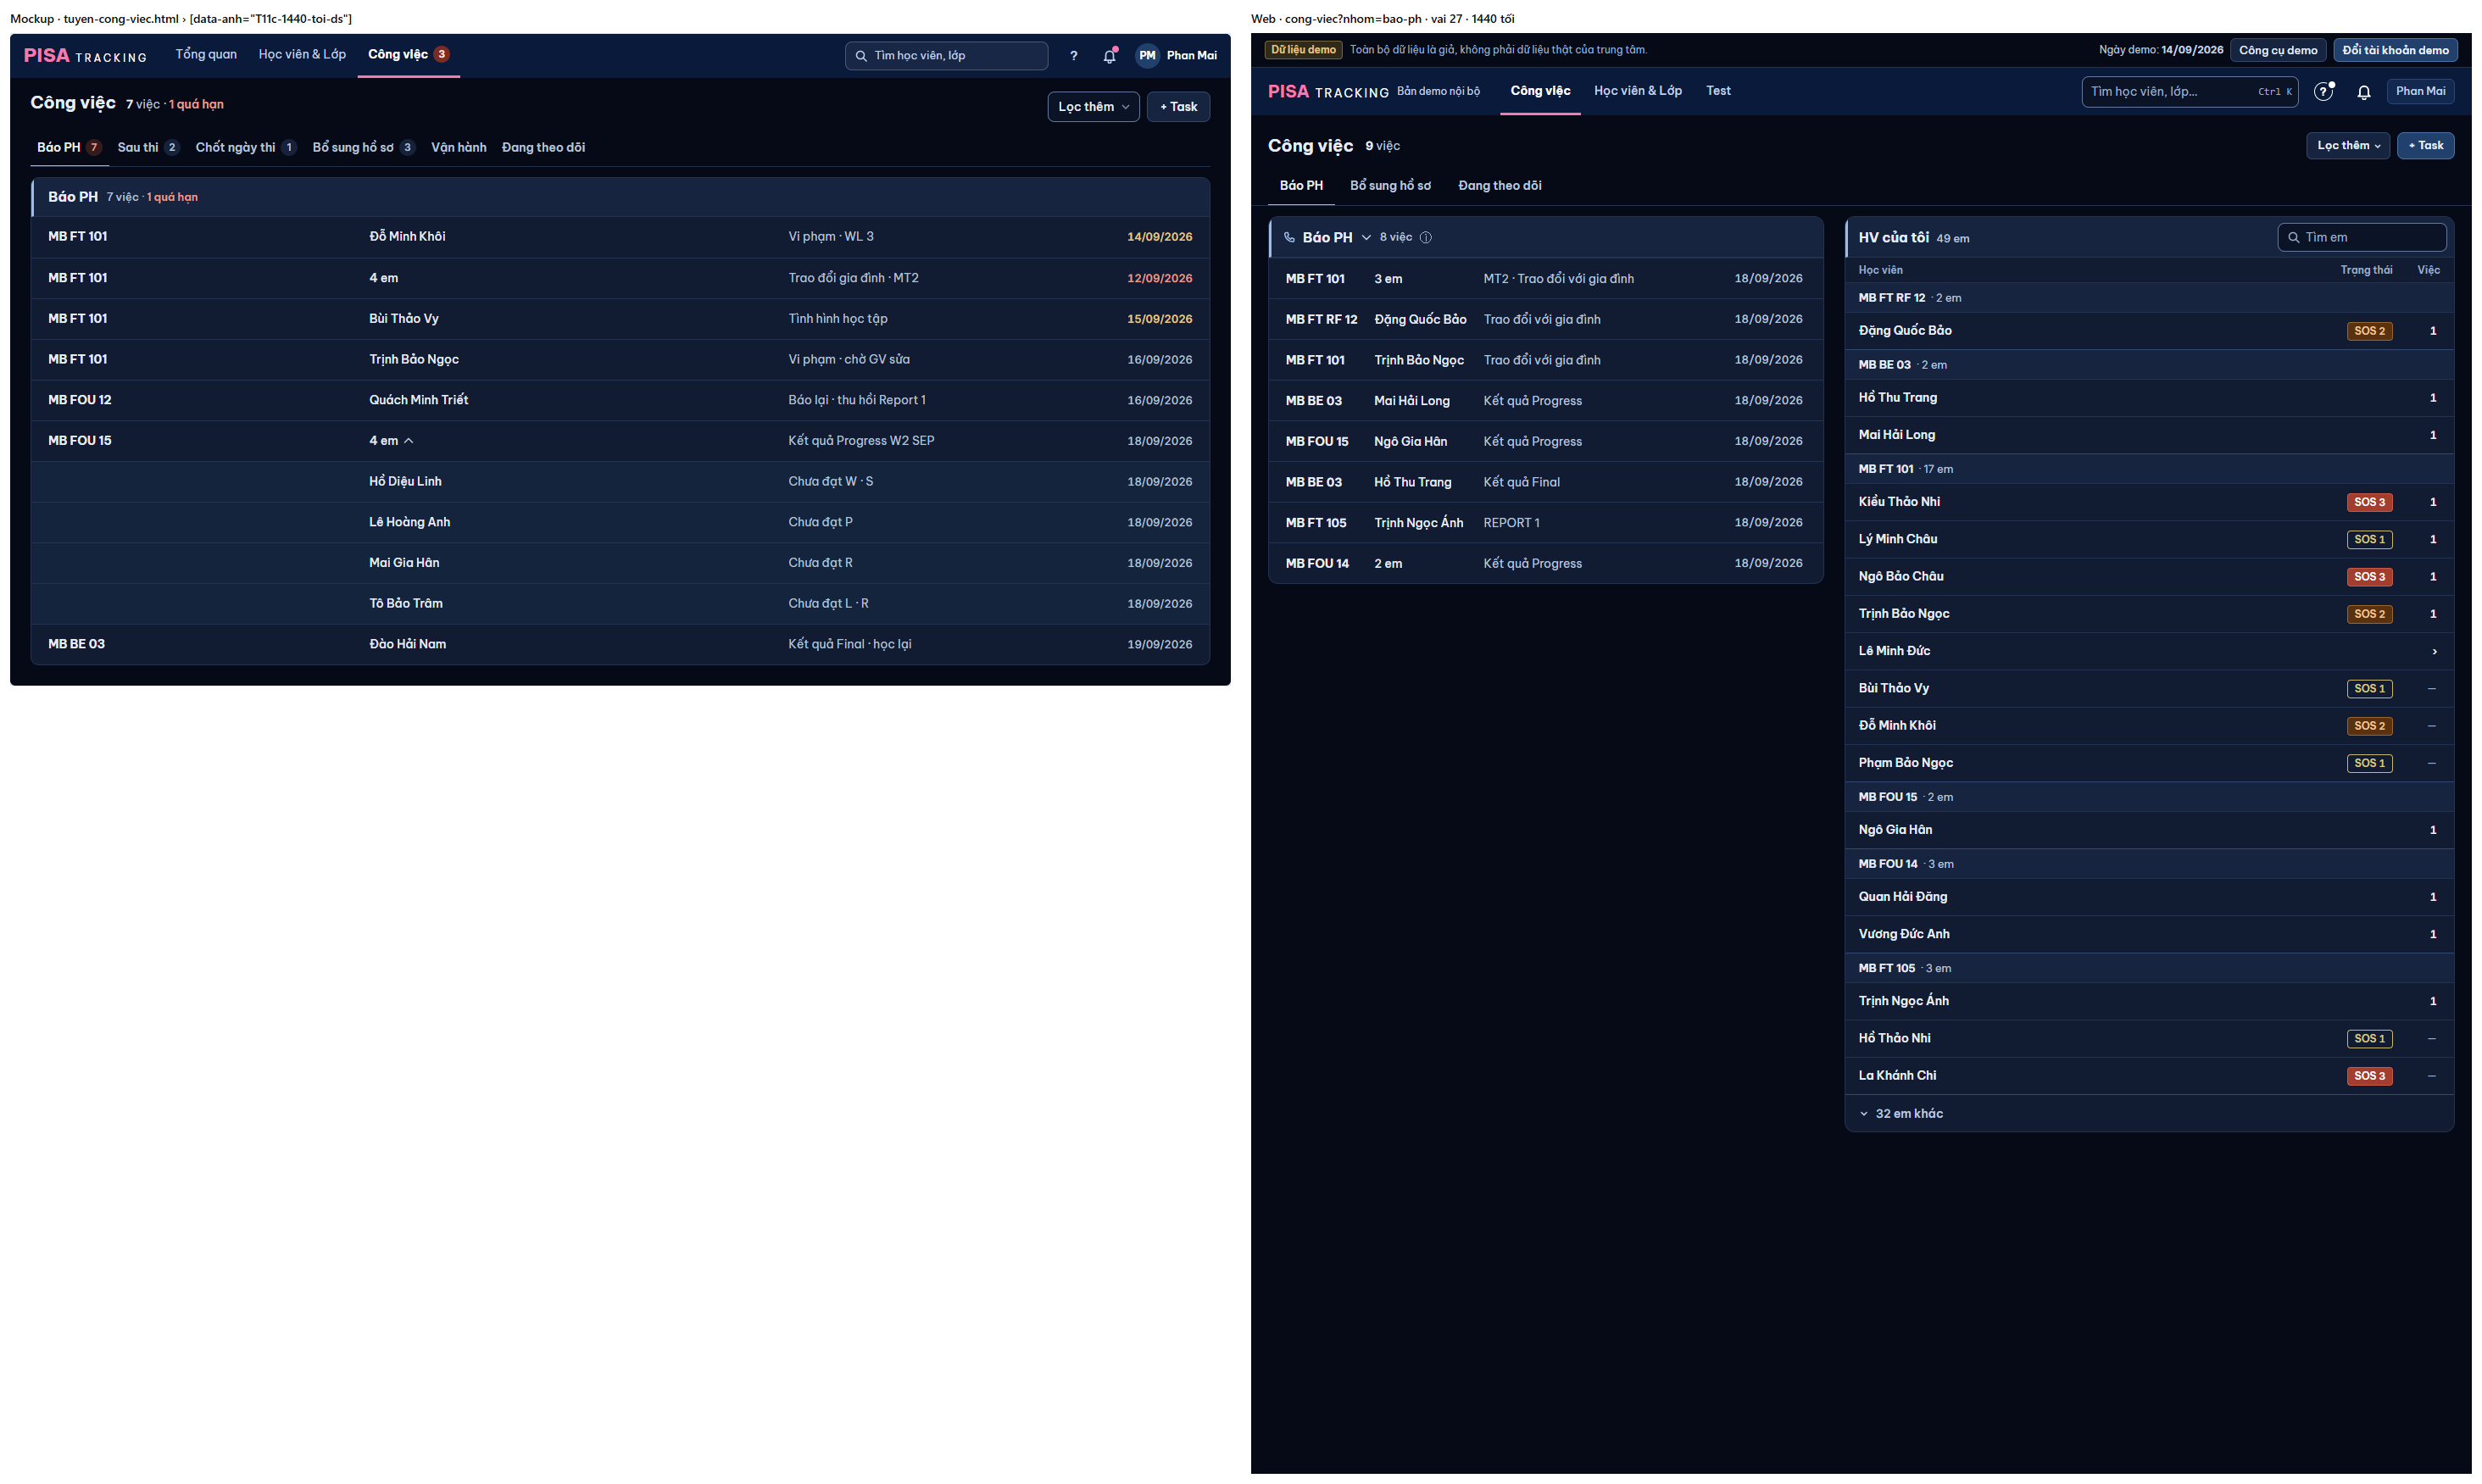 Mockup · tuyen-cong-viec.html › [data-anh="T11c-1440-toi-ds"]
PISA TRACKING Tổng quan Học viên & Lớp Công việc 3 Tìm học viên, lớp ? PM Phan Mai
Công việc 7 việc · 1 quá hạn Lọc thêm + Task
Báo PH 7 Sau thi 2 Chốt ngày thi 1 Bổ sung hồ sơ 3 Vận hành Đang theo dõi
Báo PH 7 việc · 1 quá hạn
MB FT 101 Đỗ Minh Khôi Vi phạm · WL 3 14/09/2026
MB FT 101 4 em Trao đổi gia đình · MT2 12/09/2026
MB FT 101 Bùi Thảo Vy Tình hình học tập 15/09/2026
MB FT 101 Trịnh Bảo Ngọc Vi phạm · chờ GV sửa 16/09/2026
MB FOU 12 Quách Minh Triết Báo lại · thu hồi Report 1 16/09/2026
MB FOU 15 4 em Kết quả Progress W2 SEP 18/09/2026
Hồ Diệu Linh Chưa đạt W · S 18/09/2026
Lê Hoàng Anh Chưa đạt P 18/09/2026
Mai Gia Hân Chưa đạt R 18/09/2026
Tô Bảo Trâm Chưa đạt L · R 18/09/2026
MB BE 03 Đào Hải Nam Kết quả Final · học lại 19/09/2026
Web · cong-viec?nhom=bao-ph · vai 27 · 1440 tối
Dữ liệu demo Toàn bộ dữ liệu là giả, không phải dữ liệu thật của trung tâm. Ngày demo: 14/09/2026 Công cụ demo Đổi tài khoản demo
PISA TRACKING Bản demo nội bộ Công việc Học viên & Lớp Test Tìm học viên, lớp... Ctrl K ? Phan Mai
Công việc 9 việc Lọc thêm + Task
Báo PH Bổ sung hồ sơ Đang theo dõi
Báo PH 8 việc
MB FT 101 3 em MT2 · Trao đổi với gia đình 18/09/2026
MB FT RF 12 Đặng Quốc Bảo Trao đổi với gia đình 18/09/2026
MB FT 101 Trịnh Bảo Ngọc Trao đổi với gia đình 18/09/2026
MB BE 03 Mai Hải Long Kết quả Progress 18/09/2026
MB FOU 15 Ngô Gia Hân Kết quả Progress 18/09/2026
MB BE 03 Hồ Thu Trang Kết quả Final 18/09/2026
MB FT 105 Trịnh Ngọc Ánh REPORT 1 18/09/2026
MB FOU 14 2 em Kết quả Progress 18/09/2026
HV của tôi 49 em Tìm em
Học viên Trạng thái Việc
MB FT RF 12 · 2 em
Đặng Quốc Bảo SOS 2 1
MB BE 03 · 2 em
Hồ Thu Trang 1
Mai Hải Long 1
MB FT 101 · 17 em
Kiều Thảo Nhi SOS 3 1
Lý Minh Châu SOS 1 1
Ngô Bảo Châu SOS 3 1
Trịnh Bảo Ngọc SOS 2 1
Lê Minh Đức ›
Bùi Thảo Vy SOS 1 –
Đỗ Minh Khôi SOS 2 –
Phạm Bảo Ngọc SOS 1 –
MB FOU 15 · 2 em
Ngô Gia Hân 1
MB FOU 14 · 3 em
Quan Hải Đăng 1
Vương Đức Anh 1
MB FT 105 · 3 em
Trịnh Ngọc Ánh 1
Hồ Thảo Nhi SOS 1 –
La Khánh Chi SOS 3 –
32 em khác